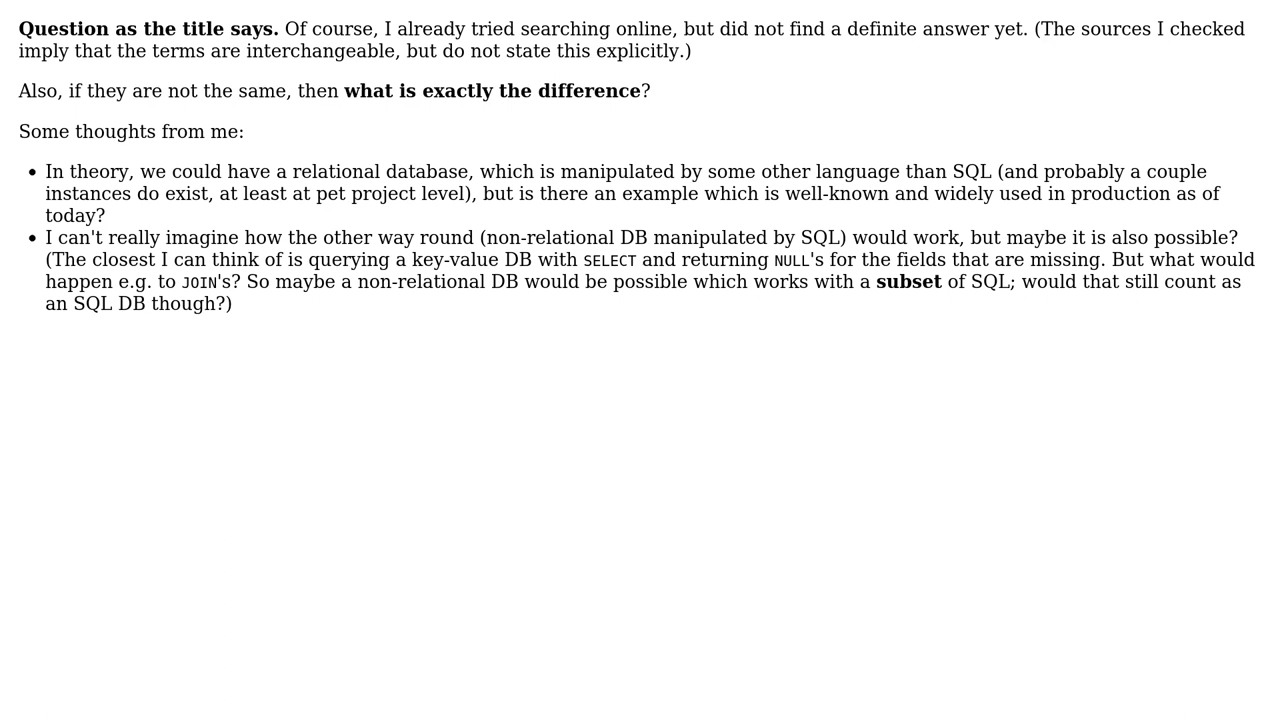 Question as the title says. Of course, I already tried searching online, but did not find a definite answer yet. (The sources I checked
imply that the terms are interchangeable, but do not state this explicitly.)
Also, if they are not the same, then what is exactly the difference?
Some thoughts from me:
• In theory, we could have a relational database, which is manipulated by some other language than SQL (and probably a couple
instances do exist, at least at pet project level), but is there an example which is well-known and widely used in production as of
today?
• I can't really imagine how the other way round (non-relational DB manipulated by SQL) would work, but maybe it is also possible?
(The closest I can think of is querying a key-value DB with SELECT and returning NULL's for the fields that are missing. But what would
happen e.g. to JOIN's? So maybe a non-relational DB would be possible which works with a subset of SQL; would that still count as
an SQL DB though?)